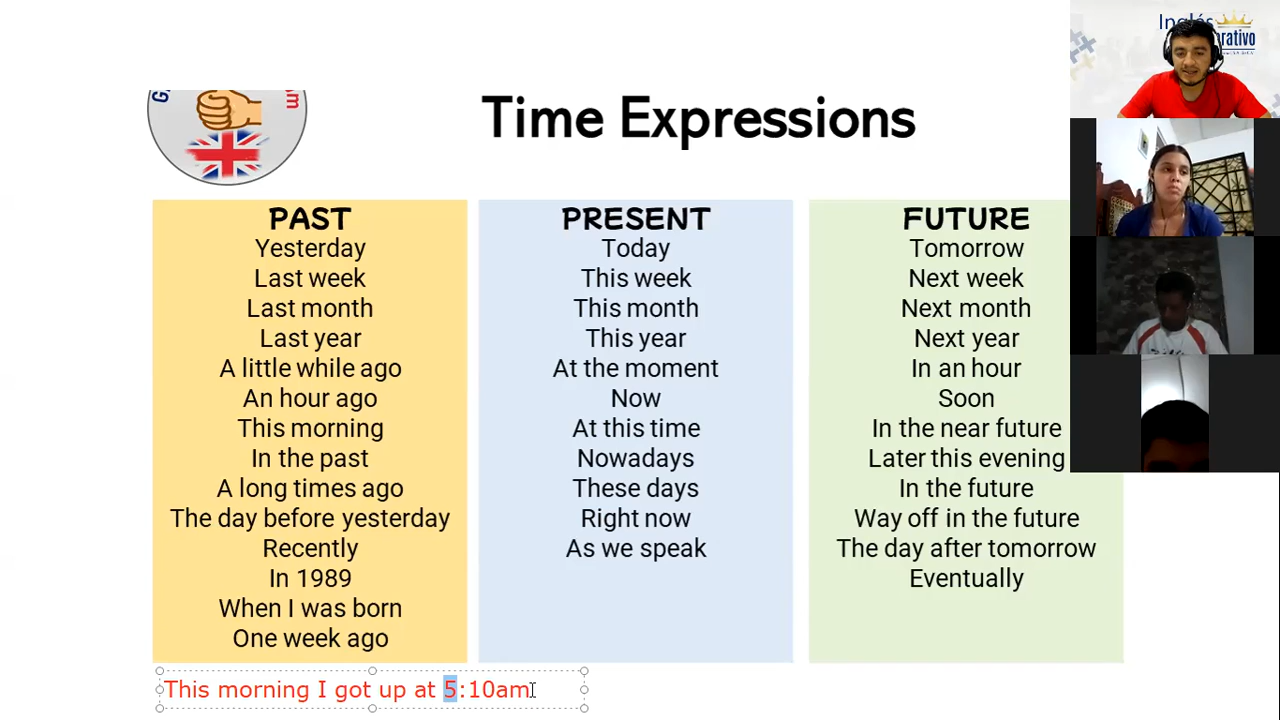 Inglés
Time Expressions
PAST
Yesterday
Last week
Last month
Last year
A little while ago
An hour ago
This morning
In the past
A long times ago
The day before yesterday
Recently
In 1989
When I was born
One week ago
PRESENT
Today
This week
This month
This year
At the moment
Now
At this time
Nowadays
These days
Right now
As we speak
FUTURE
Tomorrow
Next week
Next month
Next year
In an hour
Soon
In the near future
Later this evening
In the future
Way off in the future
The day after tomorrow
Eventually
This morning I got up at 5:10am